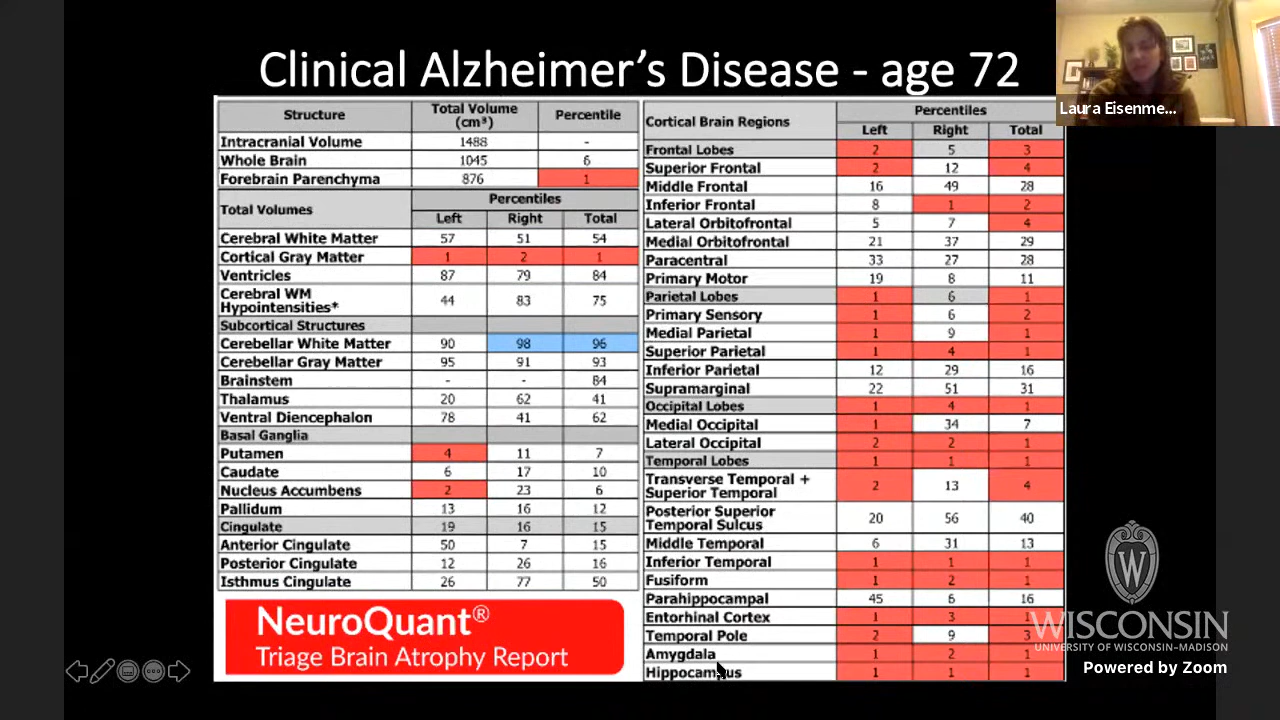 Clinical Alzheimer's Disease - age 72
Laura Eisenme...
Structure Total Volume (cm³) Percentile
Intracranial Volume 1488 -
Whole Brain 1045 6
Forebrain Parenchyma 876 1
Total Volumes Percentiles
Left Right Total
Cerebral White Matter 57 51 54
Cortical Gray Matter 1 2 1
Ventricles 87 79 84
Cerebral WM Hypointensities* 44 83 75
Subcortical Structures
Cerebellar White Matter 90 98 96
Cerebellar Gray Matter 95 91 93
Brainstem - - 84
Thalamus 20 62 41
Ventral Diencephalon 78 41 62
Basal Ganglia
Putamen 4 11 7
Caudate 6 17 10
Nucleus Accumbens 2 23 6
Pallidum 13 16 12
Cingulate 19 16 15
Anterior Cingulate 50 7 15
Posterior Cingulate 12 26 16
Isthmus Cingulate 26 77 50
NeuroQuant®
Triage Brain Atrophy Report
Cortical Brain Regions Percentiles
Left Right Total
Frontal Lobes 2 5 3
Superior Frontal 2 12 4
Middle Frontal 16 49 28
Inferior Frontal 8 1 2
Lateral Orbitofrontal 5 7 4
Medial Orbitofrontal 21 37 29
Paracentral 33 27 28
Primary Motor 19 8 11
Parietal Lobes 1 6 1
Primary Sensory 1 6 2
Medial Parietal 1 9 1
Superior Parietal 1 4 1
Inferior Parietal 12 29 16
Supramarginal 22 51 31
Occipital Lobes 1 4 1
Medial Occipital 1 34 7
Lateral Occipital 2 2 1
Temporal Lobes 1 1 1
Transverse Temporal + Superior Temporal 2 13 4
Posterior Superior Temporal Sulcus 20 56 40
Middle Temporal 6 31 13
Inferior Temporal 1 1 1
Fusiform 1 2 1
Parahippocampal 45 6 16
Entorhinal Cortex 1 3 1
Temporal Pole 2 9 3
Amygdala 1 2 1
Hippocampus 1 1 1
W
WISCONSIN
UNIVERSITY OF WISCONSIN–MADISON
Powered by Zoom